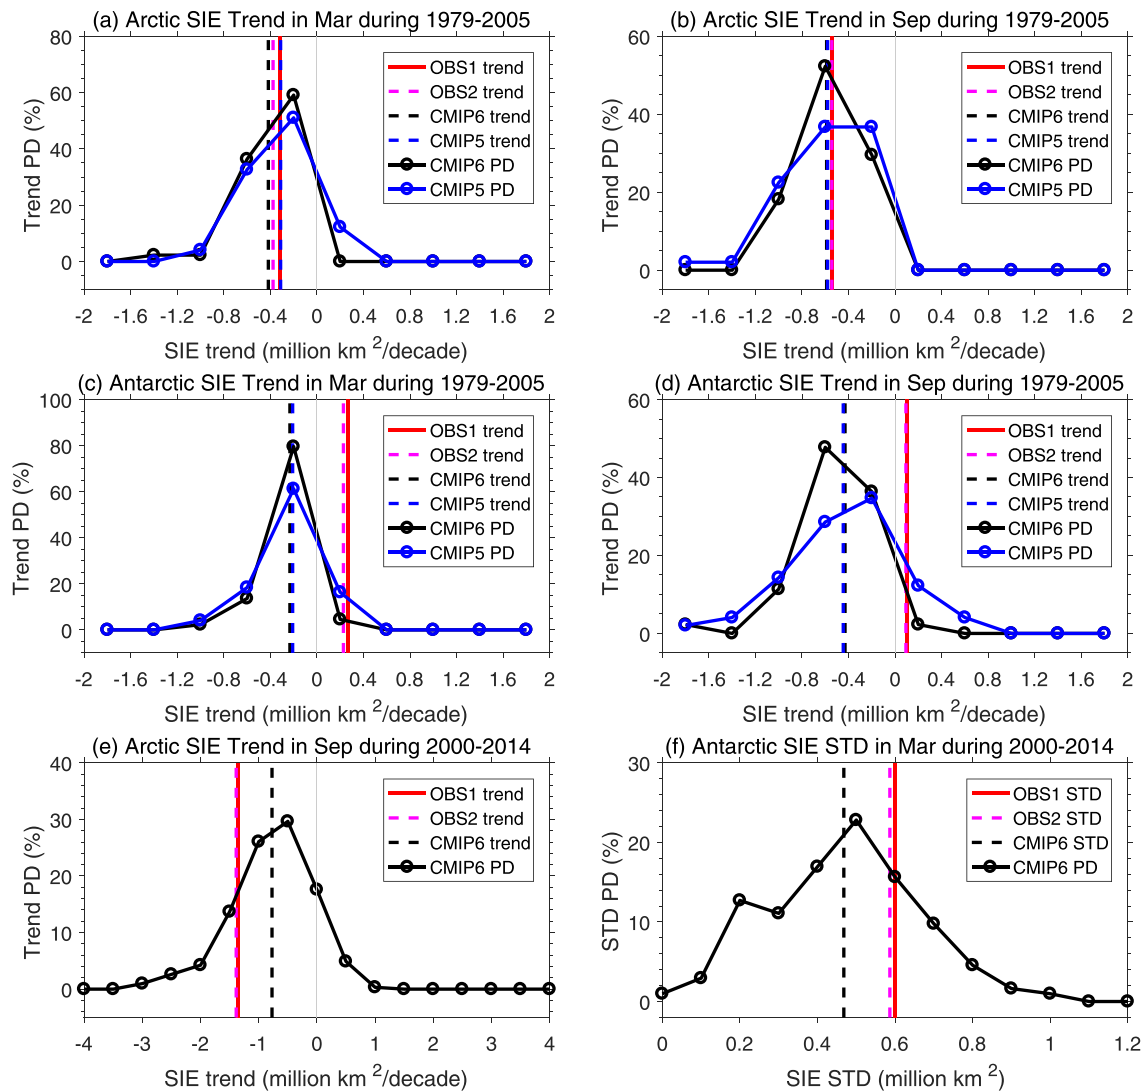 (a) Arctic SIE Trend in Mar during 1979-2005
80
60
40
20
0
Trend PD (%)
OBS1 trend
OBS2 trend
CMIP6 trend
CMIP5 trend
CMIP6 PD
CMIP5 PD
-2 -1.6 -1.2 -0.8 -0.4 0 0.4 0.8 1.2 1.6 2
SIE trend (million km 2/decade)
(b) Arctic SIE Trend in Sep during 1979-2005
60
40
20
0
Trend PD (%)
OBS1 trend
OBS2 trend
CMIP6 trend
CMIP5 trend
CMIP6 PD
CMIP5 PD
-2 -1.6 -1.2 -0.8 -0.4 0 0.4 0.8 1.2 1.6 2
SIE trend (million km 2/decade)
(c) Antarctic SIE Trend in Mar during 1979-2005
100
80
60
40
20
0
Trend PD (%)
OBS1 trend
OBS2 trend
CMIP6 trend
CMIP5 trend
CMIP6 PD
CMIP5 PD
-2 -1.6 -1.2 -0.8 -0.4 0 0.4 0.8 1.2 1.6 2
SIE trend (million km 2/decade)
(d) Antarctic SIE Trend in Sep during 1979-2005
60
40
20
0
Trend PD (%)
OBS1 trend
OBS2 trend
CMIP6 trend
CMIP5 trend
CMIP6 PD
CMIP5 PD
-2 -1.6 -1.2 -0.8 -0.4 0 0.4 0.8 1.2 1.6 2
SIE trend (million km 2/decade)
(e) Arctic SIE Trend in Sep during 2000-2014
40
30
20
10
0
Trend PD (%)
OBS1 trend
OBS2 trend
CMIP6 trend
CMIP6 PD
-4 -3 -2 -1 0 1 2 3 4
SIE trend (million km 2/decade)
(f) Antarctic SIE STD in Mar during 2000-2014
30
20
10
0
STD PD (%)
OBS1 STD
OBS2 STD
CMIP6 STD
CMIP6 PD
0 0.2 0.4 0.6 0.8 1 1.2
SIE STD (million km 2)